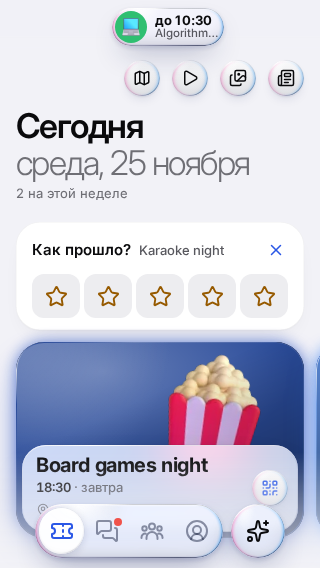 до 10:30
Algorithm...
Сегодня
среда, 25 ноября
2 на этой неделе
Как прошло? Karaoke night
Board games night
18:30 · завтра